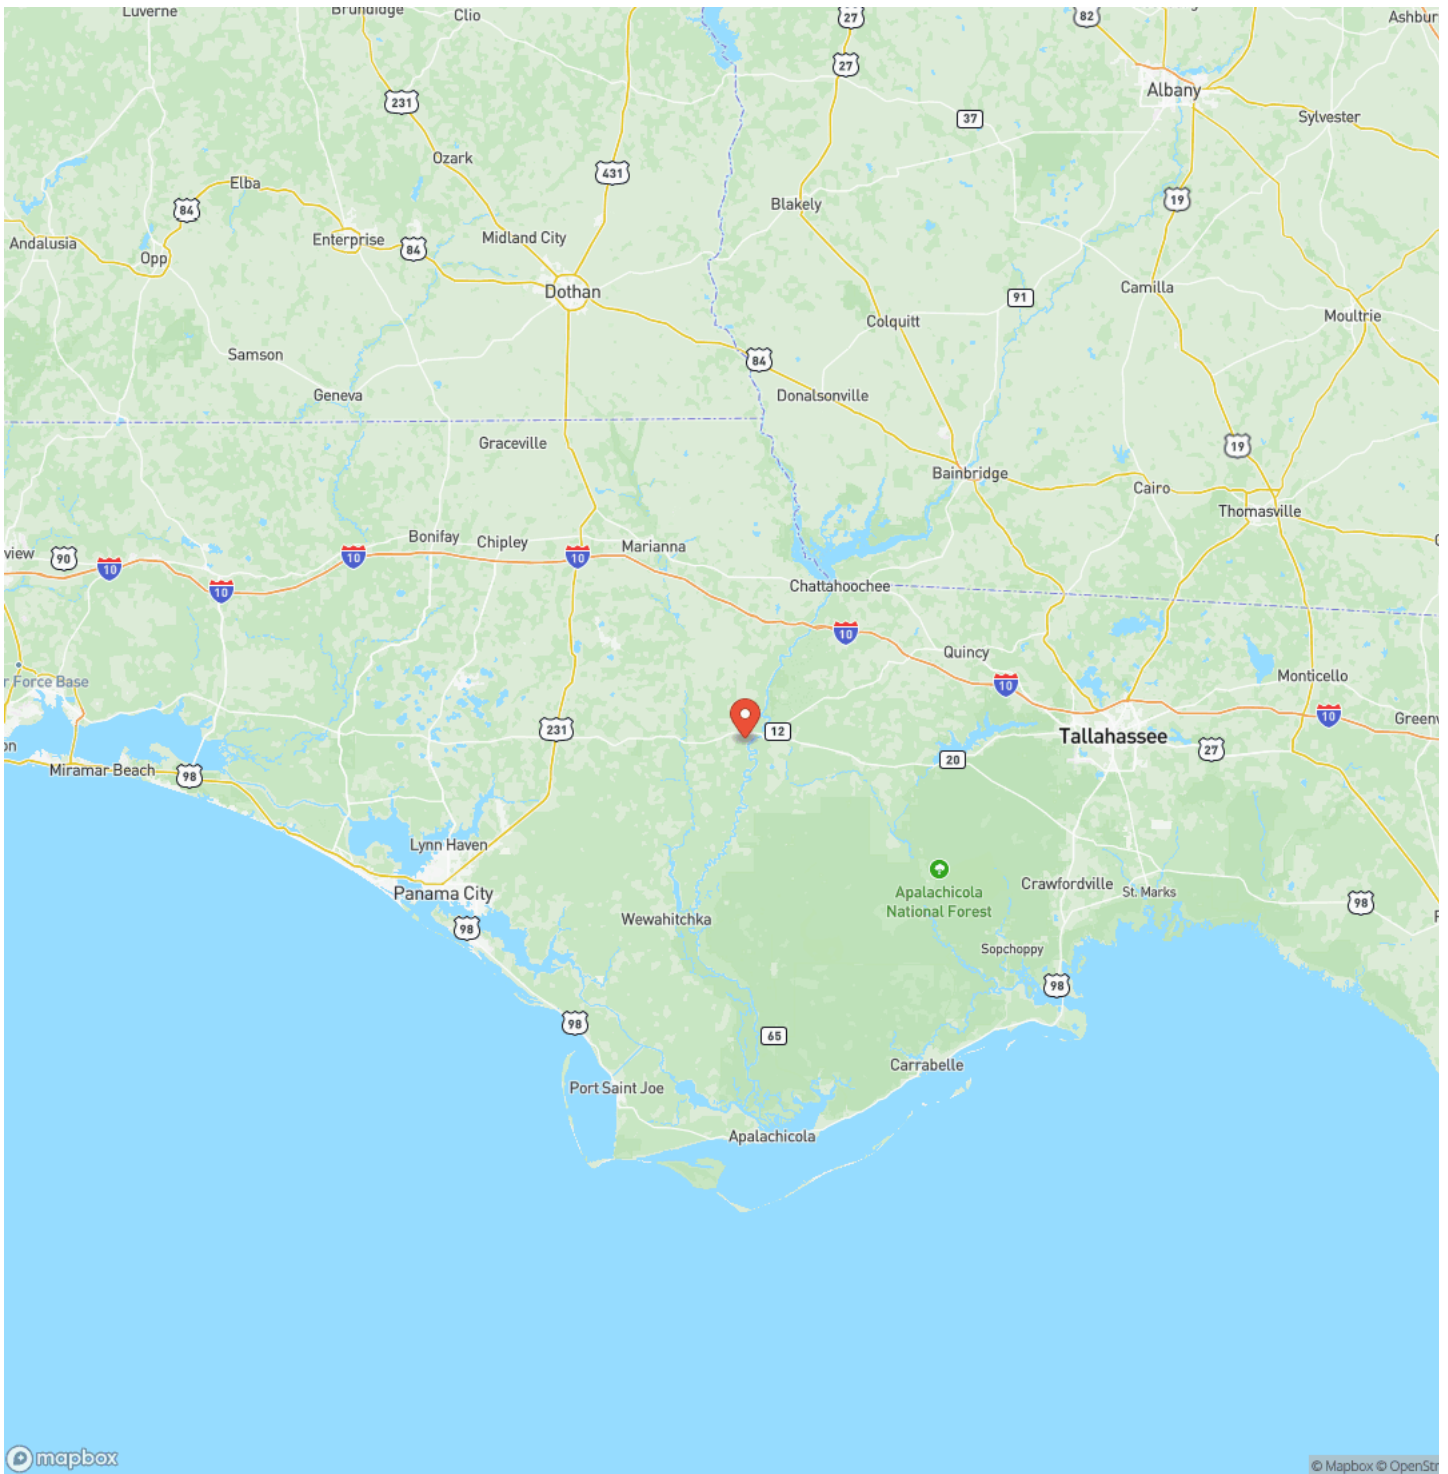 Luverne
Brundidge
Clio
27
82
Ashbur
27
231
Albany
37
Sylvester
Ozark
431
Elba
84
19
Blakely
Andalusia
Enterprise
84
Midland City
Opp
Dothan
91
Camilla
Colquitt
Moultrie
Samson
84
Geneva
Donalsonville
Graceville
19
Bainbridge
Cairo
Thomasville
view
90
10
10
10
Bonifay
Chipley
10
Marianna
Chattahoochee
10
Quincy
10
Monticello
r Force Base
10
Greenv
231
12
Tallahassee
27
20
on
Miramar Beach
98
Lynn Haven
Panama City
98
Wewahitchka
Apalachicola
National Forest
Crawfordville
St. Marks
98
Sopchoppy
98
98
65
Carrabelle
Port Saint Joe
Apalachicola
mapbox
© Mapbox © OpenStr